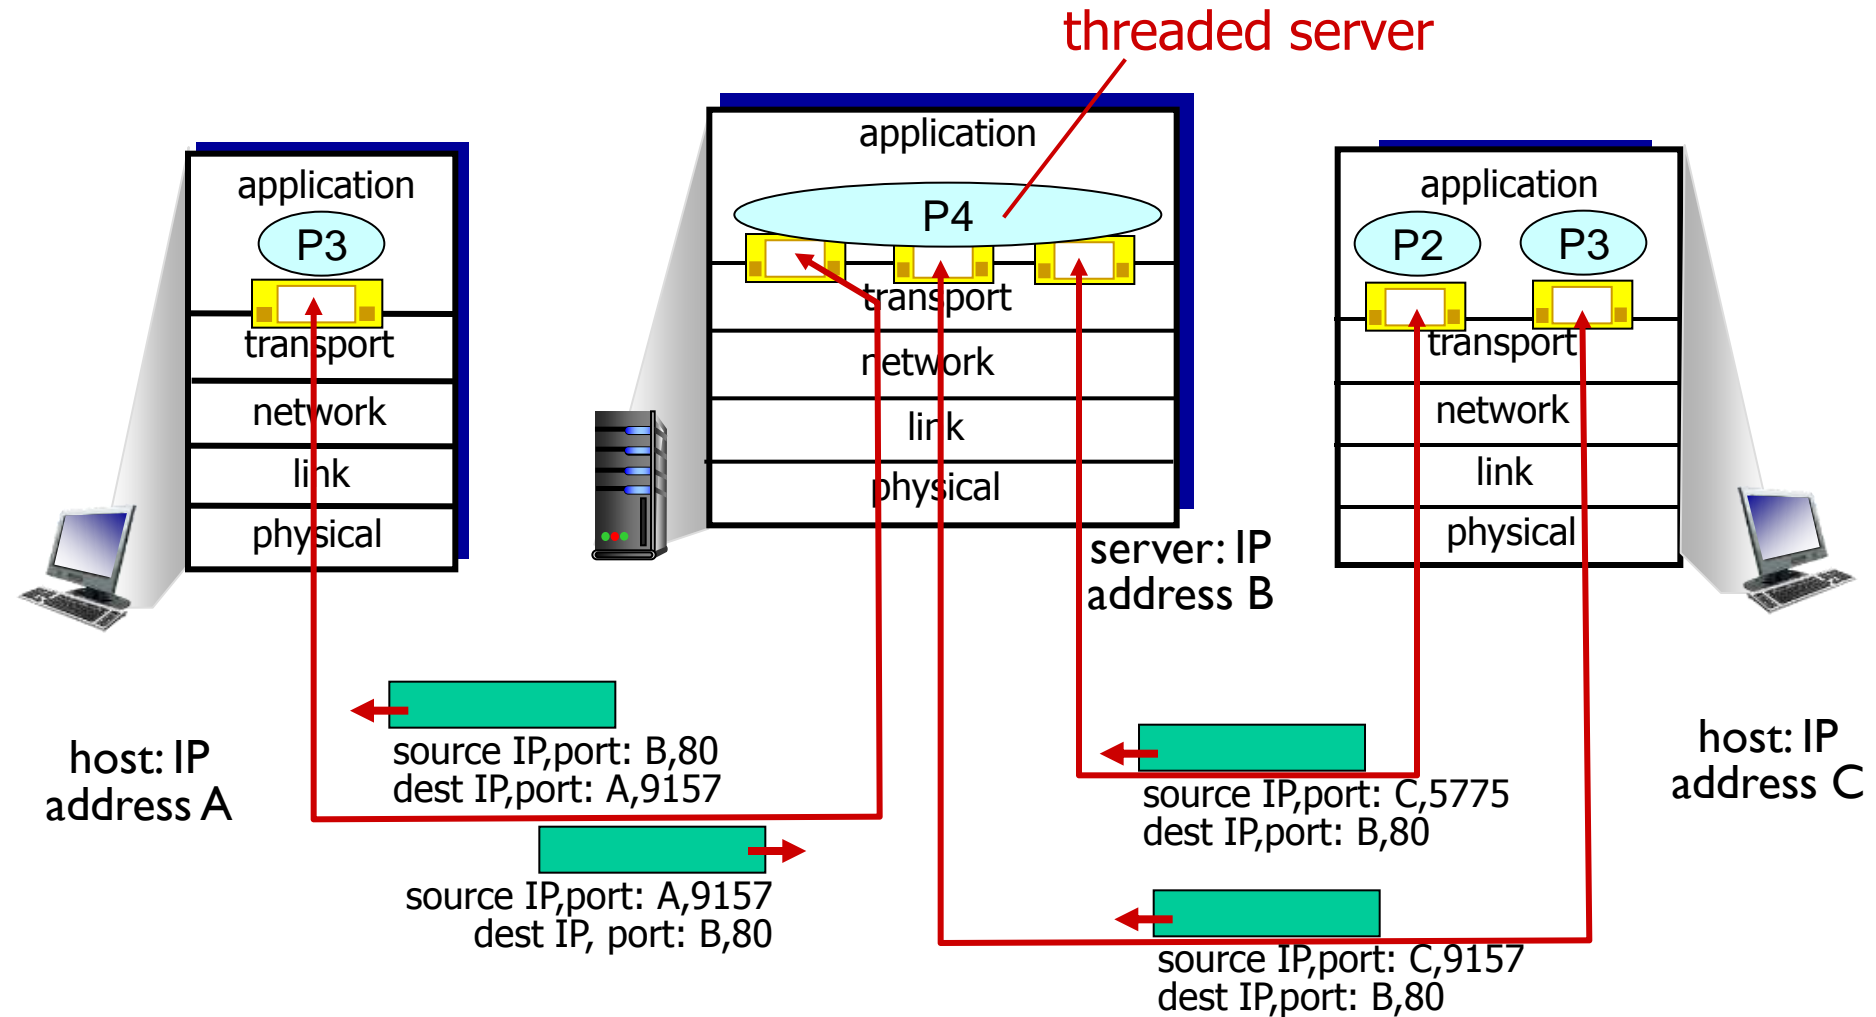 threaded server
application
P3
transport
network
link
physical
host: IP
address A
application
P4
transport
network
link
physical
server: IP
address B
application
P2
P3
transport
network
link
physical
host: IP
address C
source IP,port: B,80
dest IP,port: A,9157
source IP,port: A,9157
dest IP, port: B,80
source IP,port: C,5775
dest IP,port: B,80
source IP,port: C,9157
dest IP,port: B,80